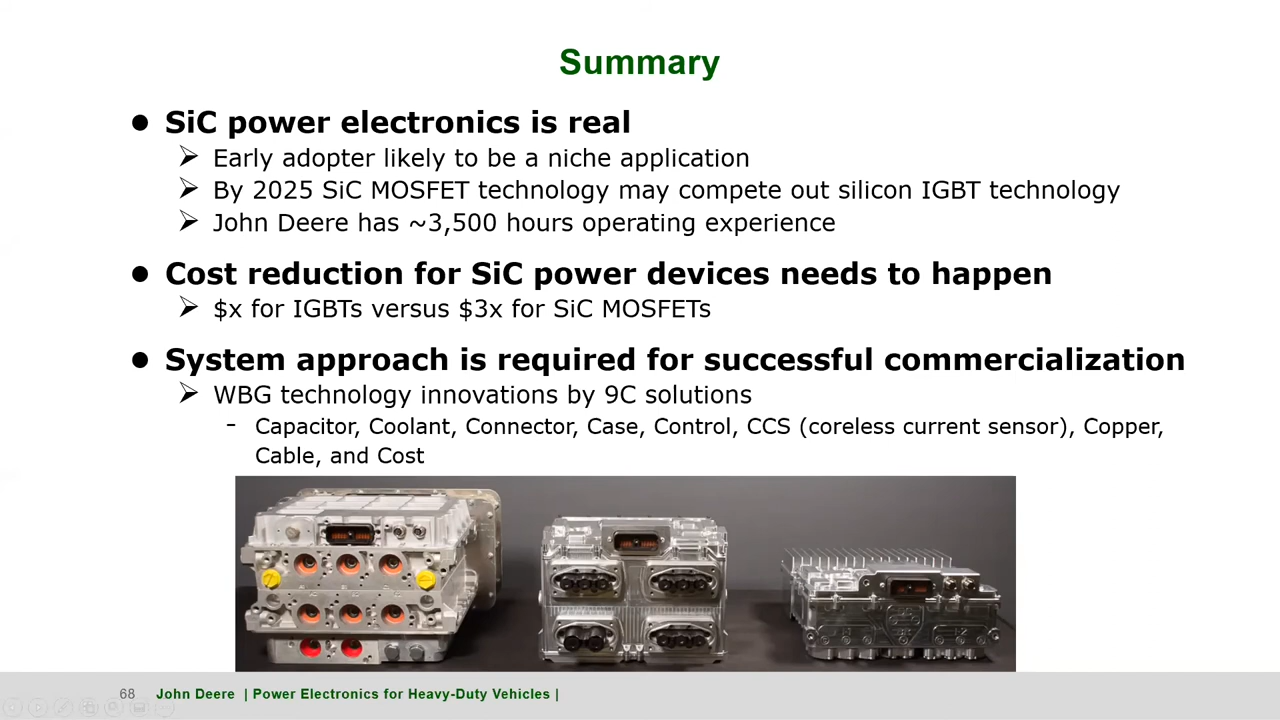 Summary
● SiC power electronics is real
➢ Early adopter likely to be a niche application
➢ By 2025 SiC MOSFET technology may compete out silicon IGBT technology
➢ John Deere has ~3,500 hours operating experience
● Cost reduction for SiC power devices needs to happen
➢ $x for IGBTs versus $3x for SiC MOSFETs
● System approach is required for successful commercialization
➢ WBG technology innovations by 9C solutions
- Capacitor, Coolant, Connector, Case, Control, CCS (coreless current sensor), Copper,
Cable, and Cost
68 John Deere | Power Electronics for Heavy-Duty Vehicles |